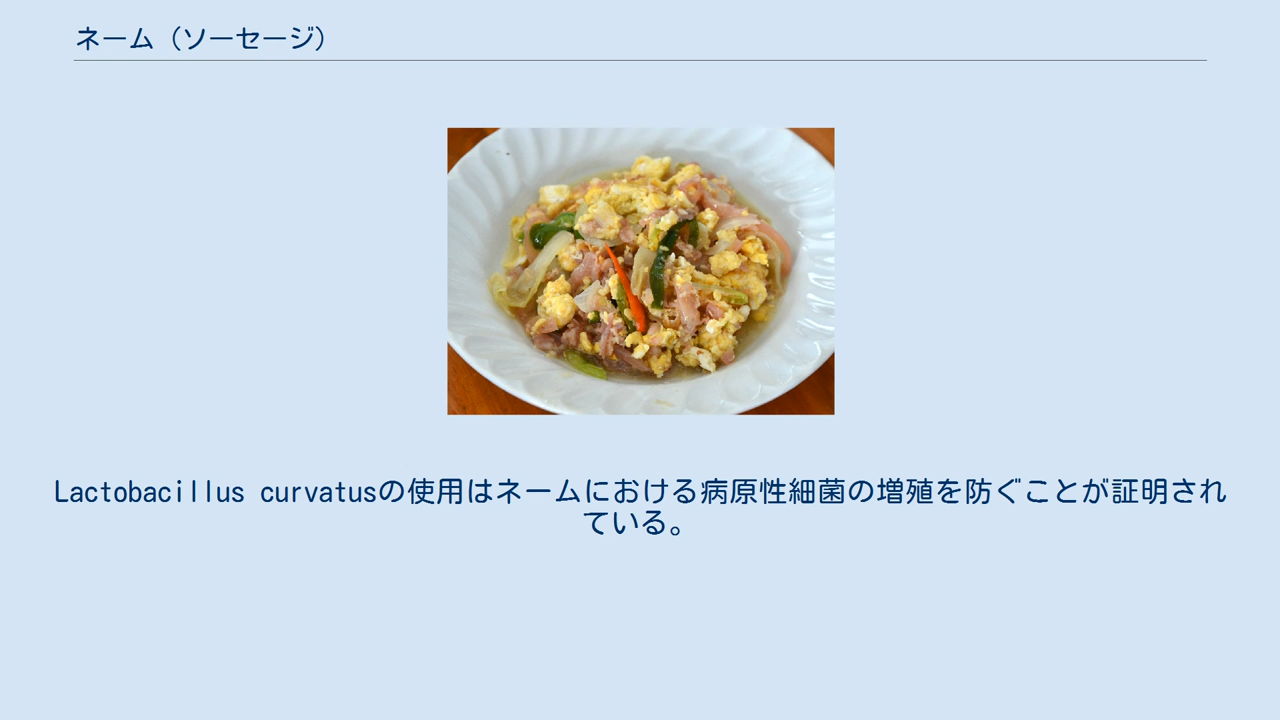 ネーム（ソーセージ）
Lactobacillus curvatusの使用はネームにおける病原性細菌の増殖を防ぐことが証明され
ている。